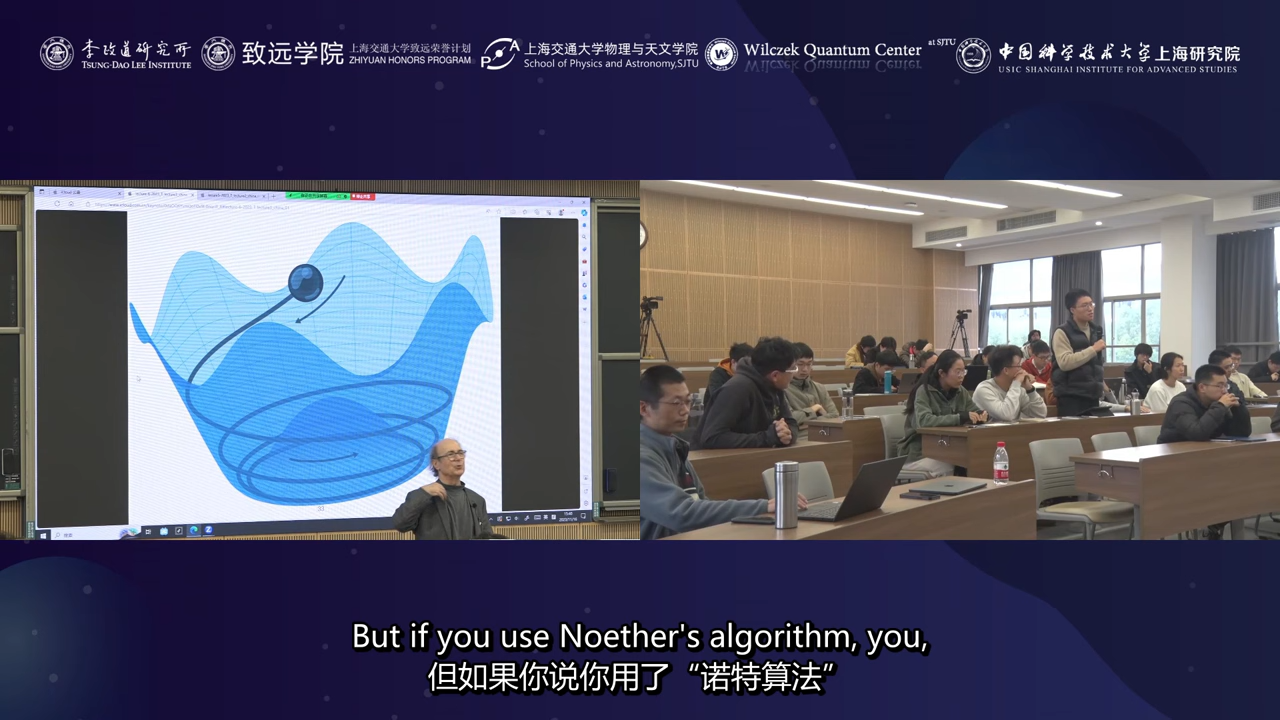 李政道研究所
TSUNG-DAO LEE INSTITUTE
致远学院
上海交通大学致远荣誉计划
ZHIYUAN HONORS PROGRAM
上海交通大学物理与天文学院
School of Physics and Astronomy,SJTU
Wilczek Quantum Center
at SJTU
中国科学技术大学上海研究院
USTC SHANGHAI INSTITUTE FOR ADVANCED STUDIES
But if you use Noether's algorithm, you,
但如果你说你用了“诺特算法”